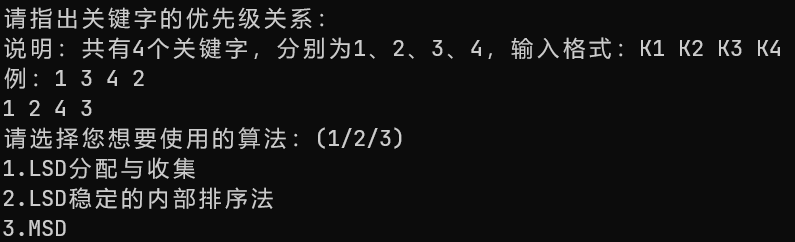 请指出关键字的优先级关系：
说明：共有4个关键字，分别为1、2、3、4，输入格式：K1 K2 K3 K4
例：1 3 4 2
1 2 4 3
请选择您想要使用的算法：(1/2/3)
1.LSD分配与收集
2.LSD稳定的内部排序法
3.MSD